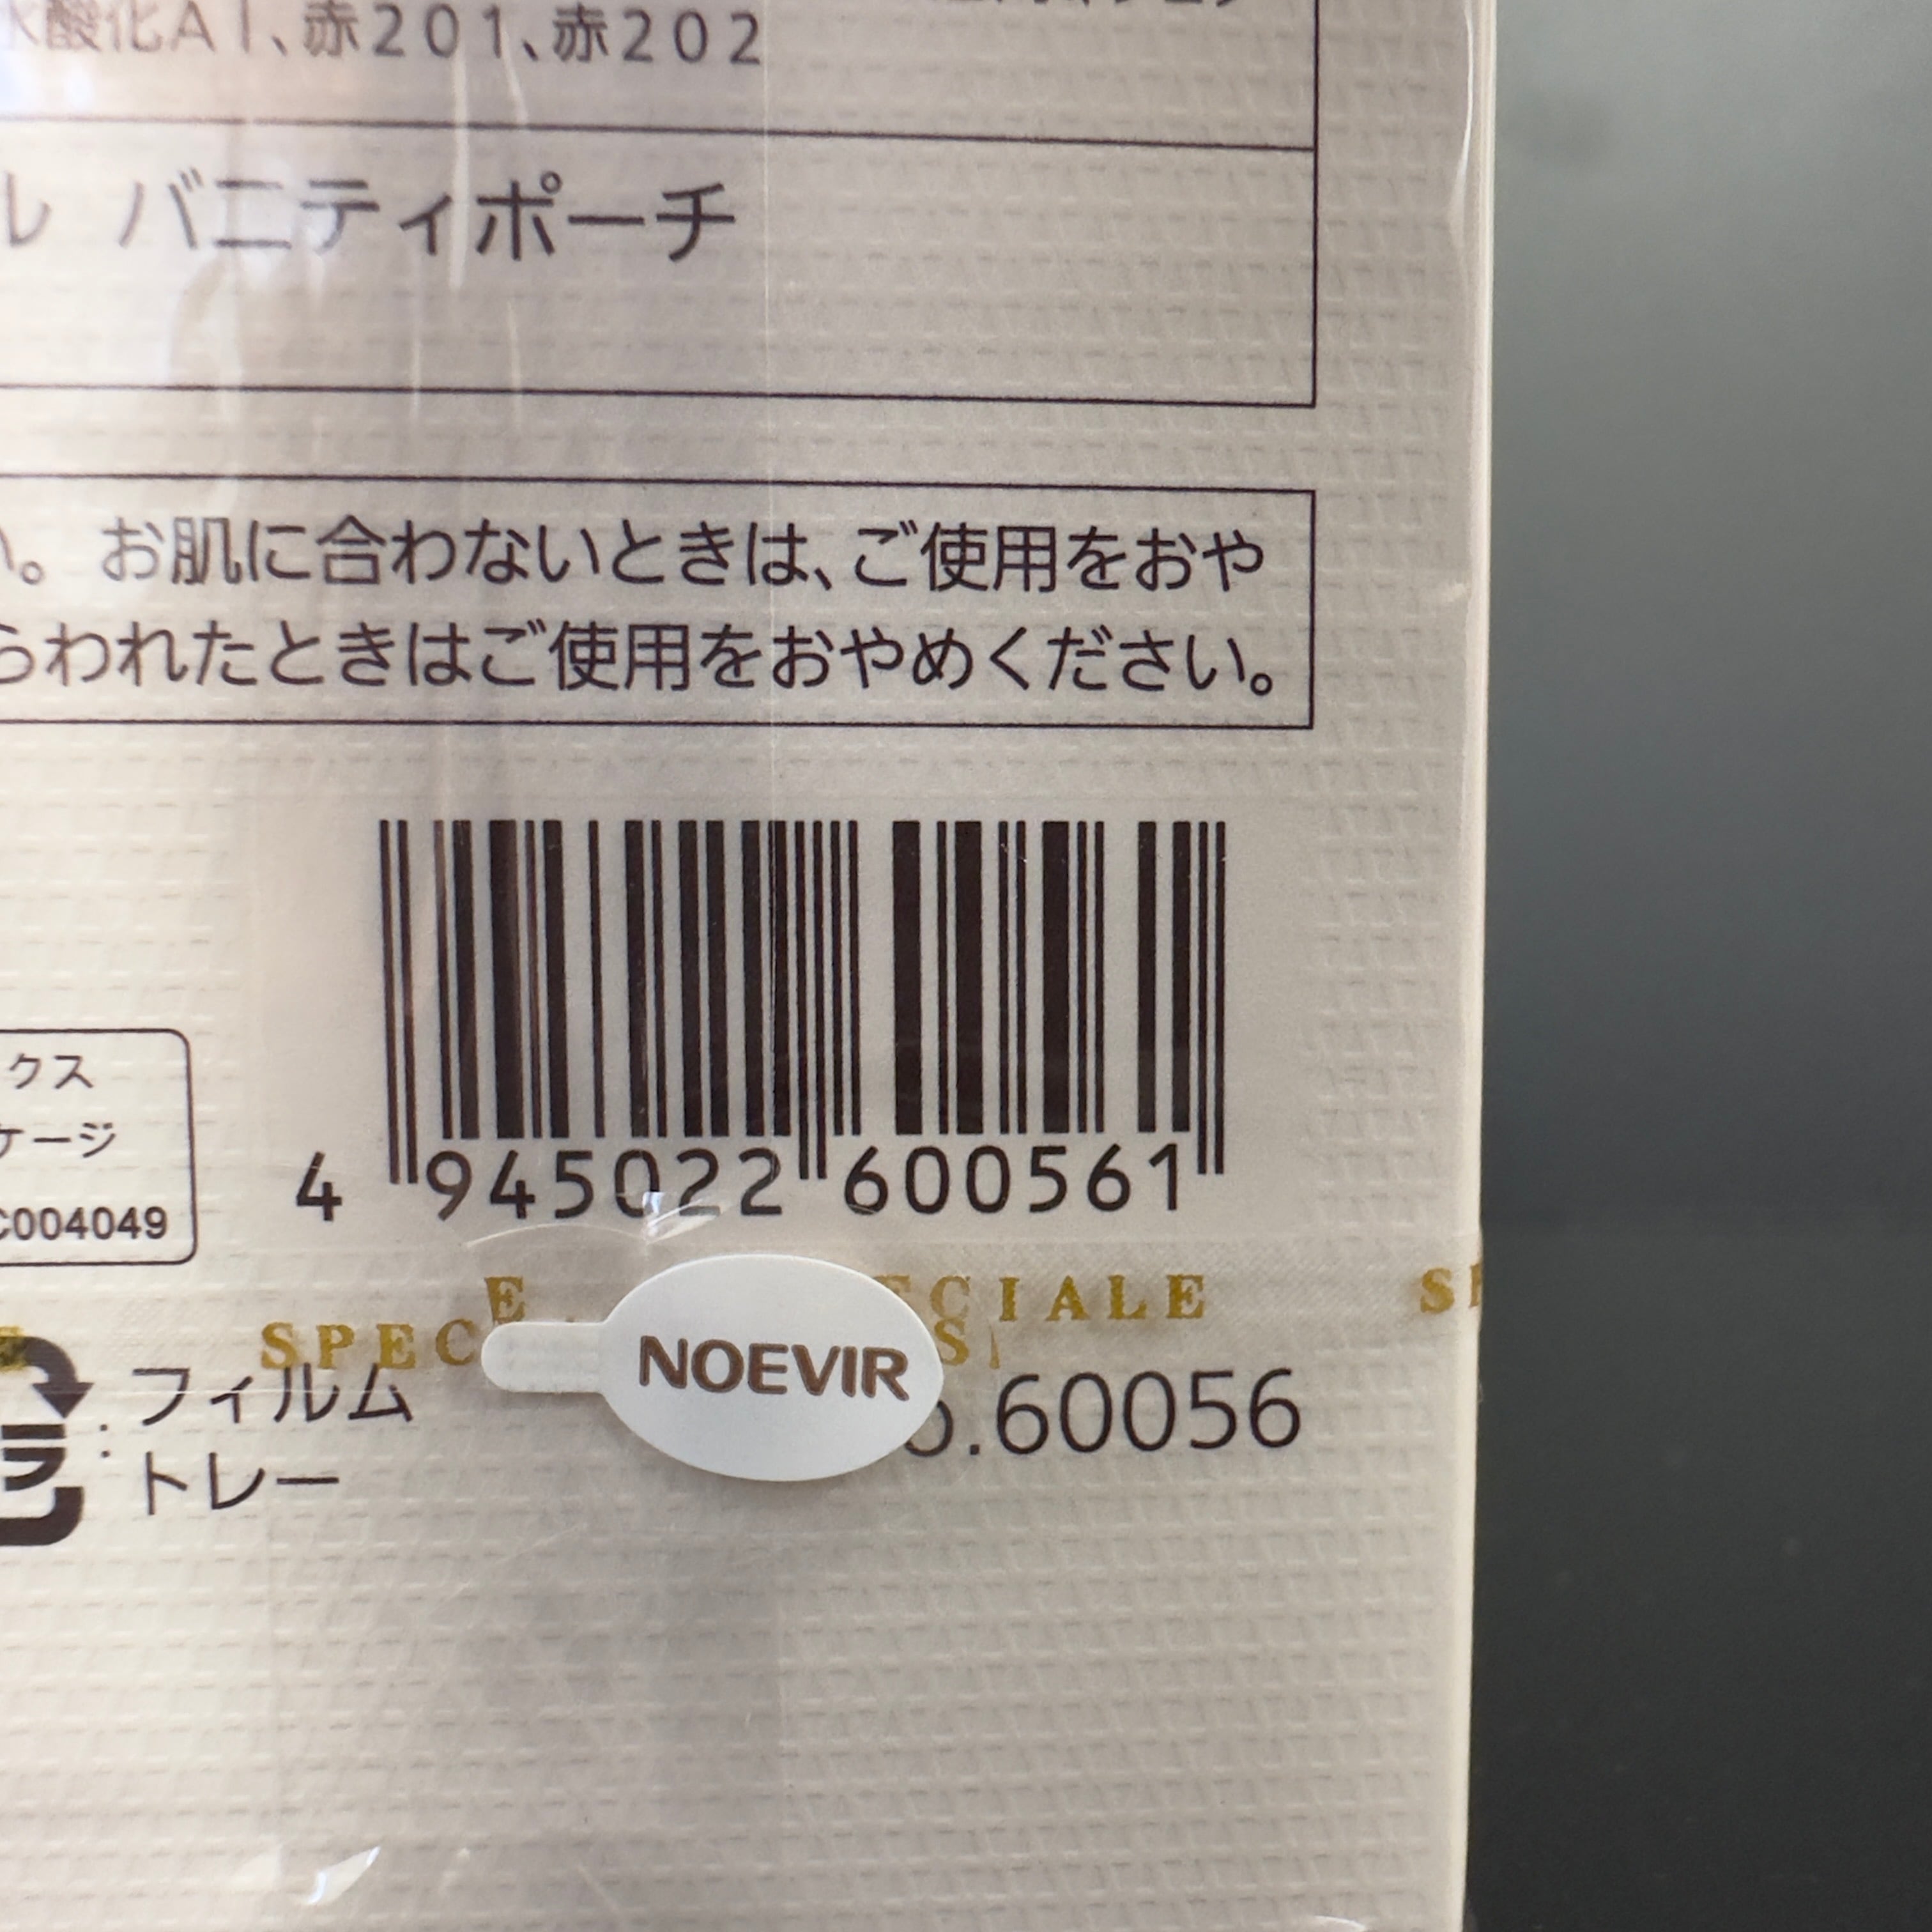 水酸化Al、赤201、赤202
ル バニティポーチ
い。お肌に合わないときは、ご使用をおや
らわれたときはご使用をおやめください。
クス
ケージ
C004049
4 945022 600561
SPECIALE
SPEC
NOEVIR
.60056
フィルム
トレー